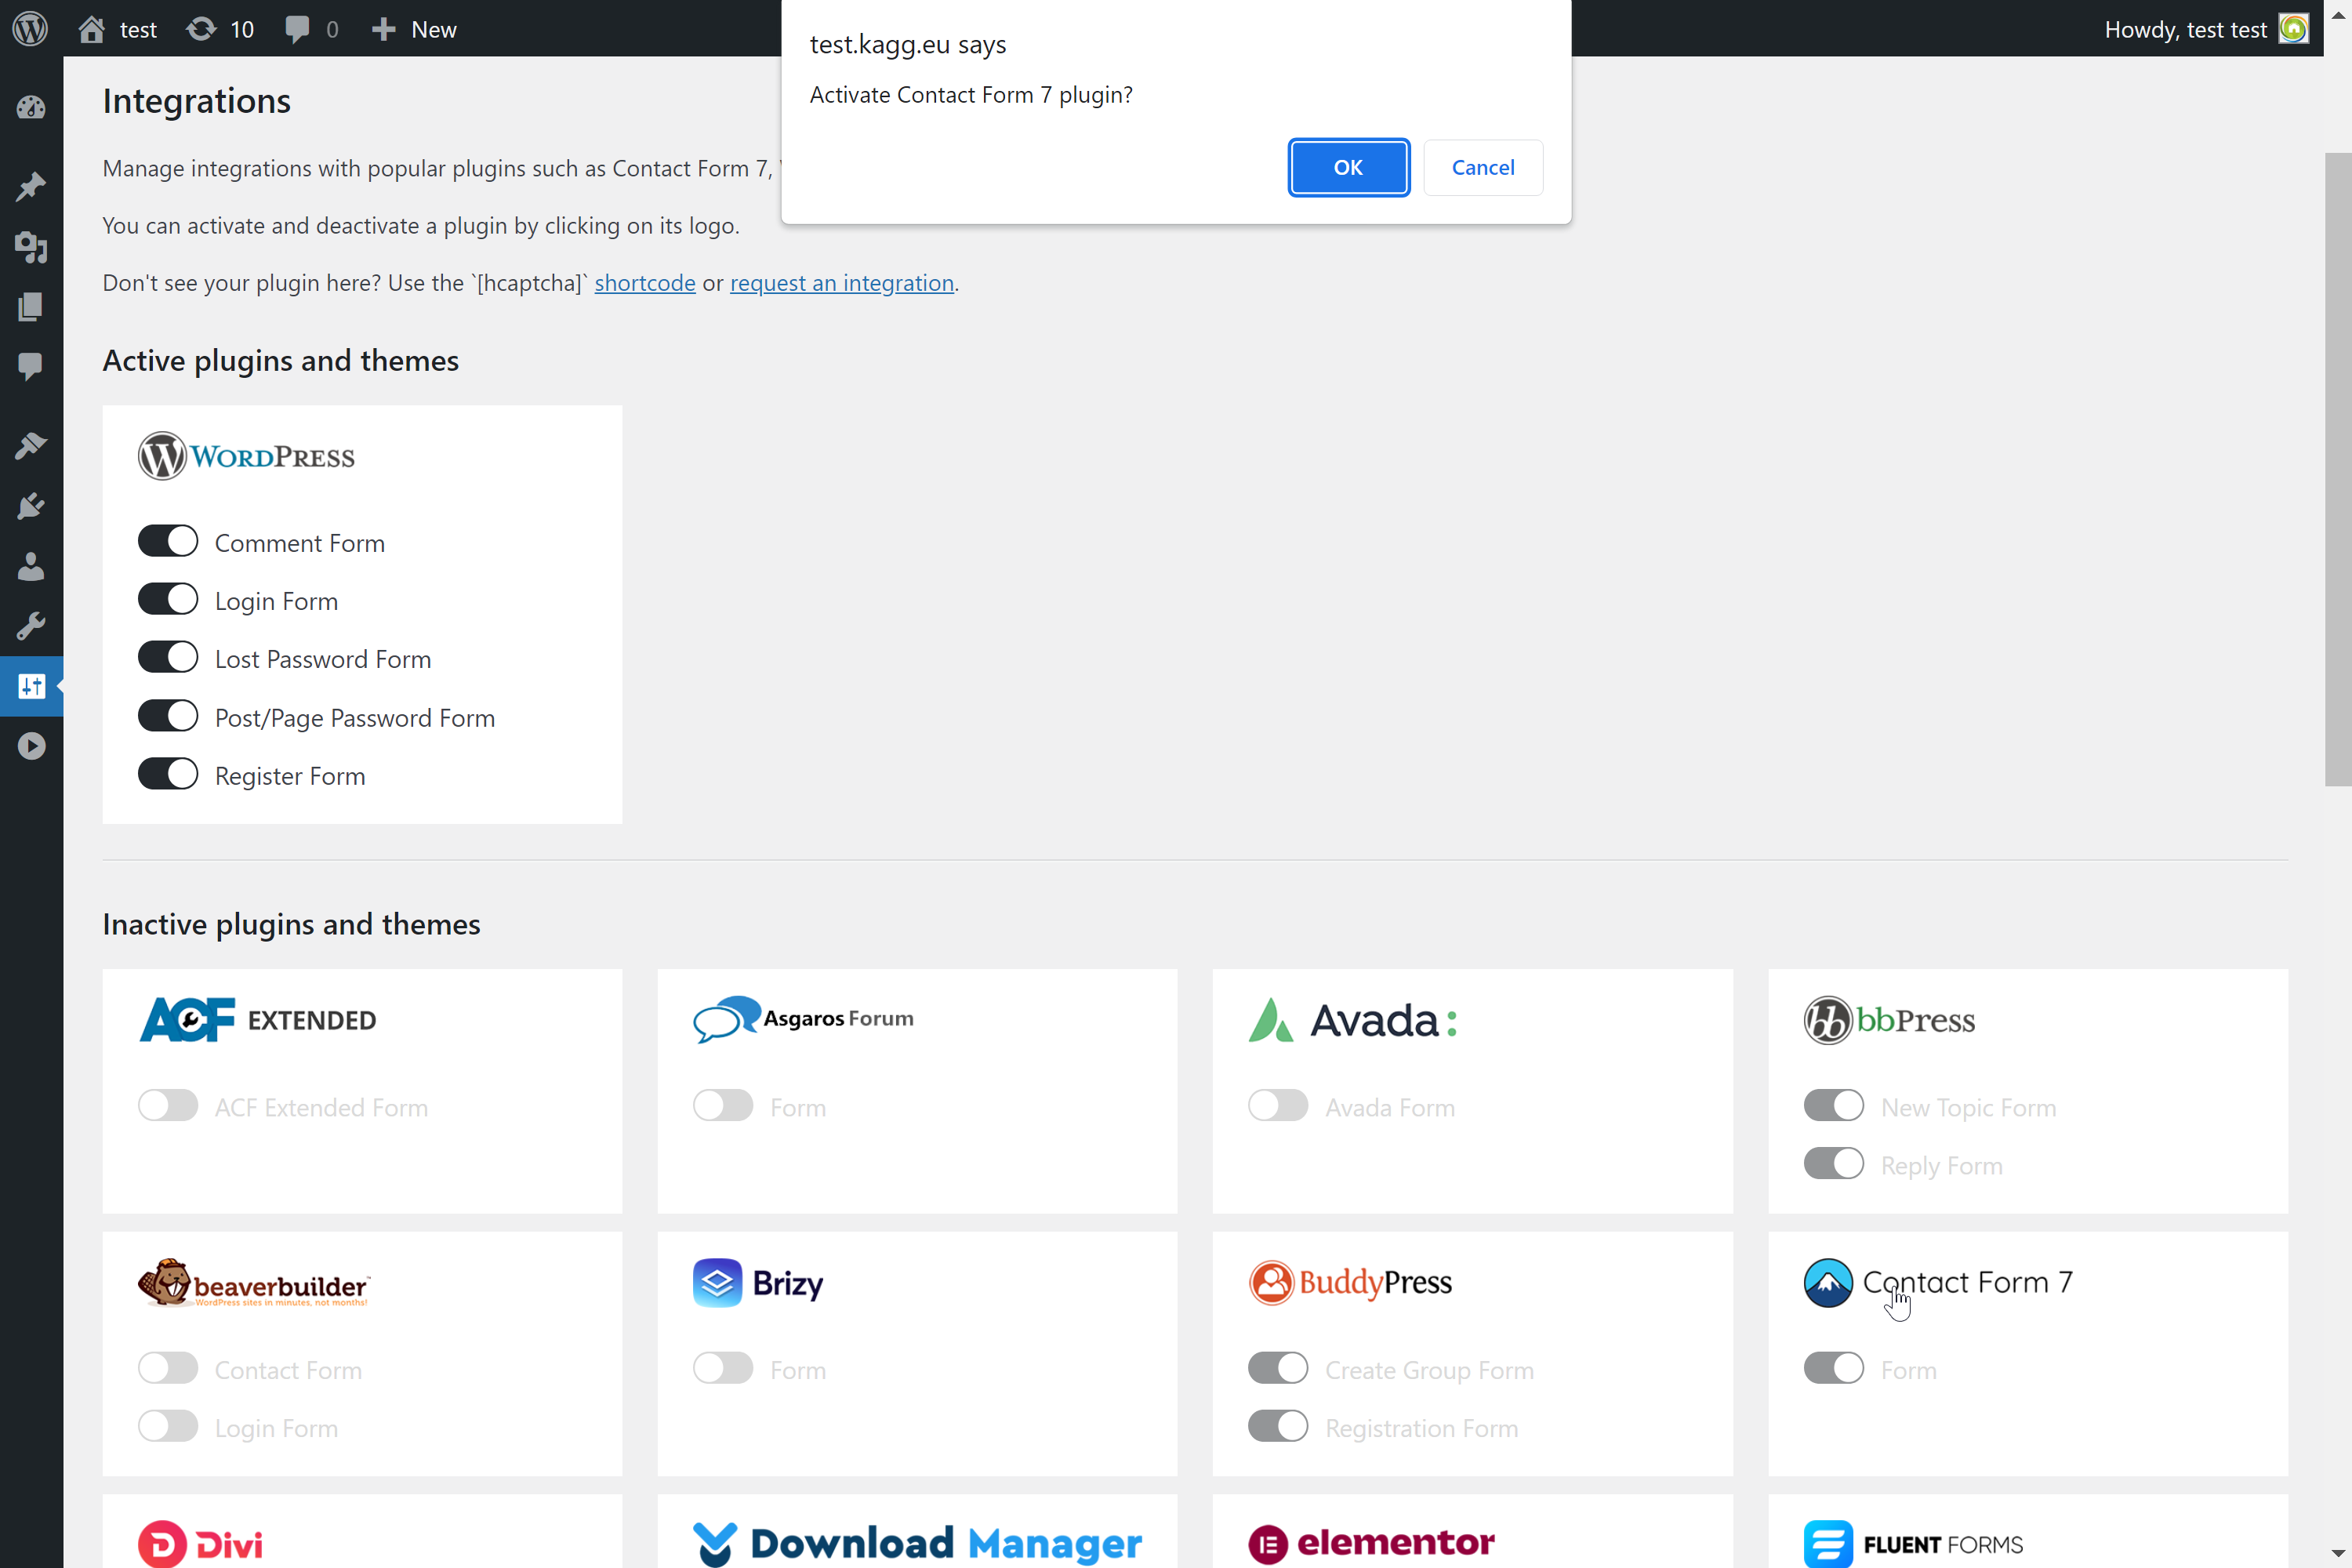 test
10
0
New
Howdy, test test
test.kagg.eu says
Activate Contact Form 7 plugin?
OK
Cancel
Integrations
Manage integrations with popular plugins such as Contact Form 7,
You can activate and deactivate a plugin by clicking on its logo.
Don't see your plugin here? Use the `[hcaptcha]` shortcode or request an integration.
Active plugins and themes
WORDPRESS
Comment Form
Login Form
Lost Password Form
Post/Page Password Form
Register Form
Inactive plugins and themes
ACF EXTENDED
Asgaros Forum
Avada
bb bbPress
ACF Extended Form
Form
Avada Form
New Topic Form
Reply Form
beaverbuilder™
WordPress sites in minutes, not months!
Brizy
BuddyPress
Contact Form 7
Contact Form
Form
Create Group Form
Form
Login Form
Registration Form
D Divi
Download Manager
elementor
FLUENT FORMS